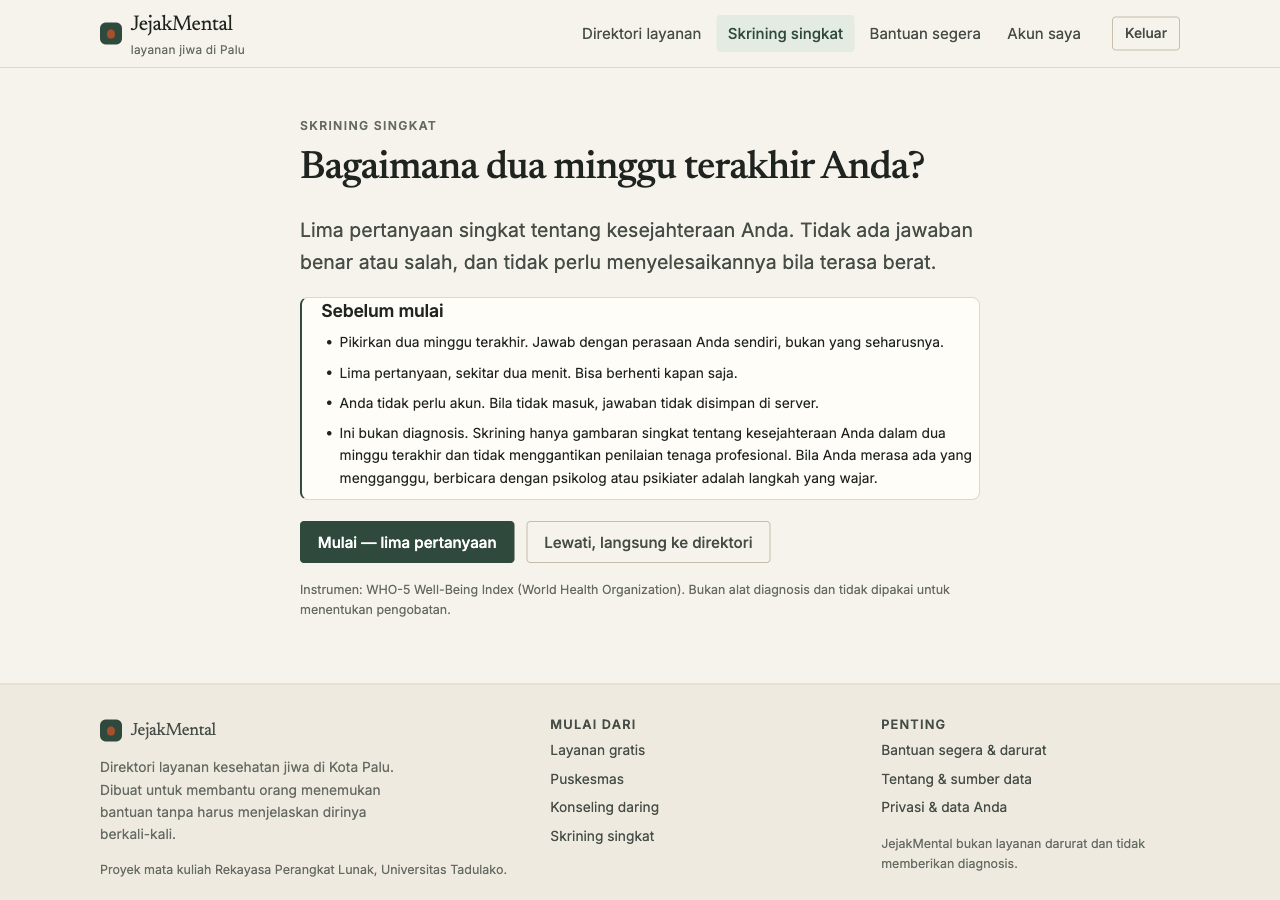 JejakMental
layanan jiwa di Palu
Direktori layanan
Skrining singkat
Bantuan segera
Akun saya
Keluar
SKRINING SINGKAT
Bagaimana dua minggu terakhir Anda?
Lima pertanyaan singkat tentang kesejahteraan Anda. Tidak ada jawaban
benar atau salah, dan tidak perlu menyelesaikannya bila terasa berat.
Sebelum mulai
• Pikirkan dua minggu terakhir. Jawab dengan perasaan Anda sendiri, bukan yang seharusnya.
• Lima pertanyaan, sekitar dua menit. Bisa berhenti kapan saja.
• Anda tidak perlu akun. Bila tidak masuk, jawaban tidak disimpan di server.
• Ini bukan diagnosis. Skrining hanya gambaran singkat tentang kesejahteraan Anda dalam dua
minggu terakhir dan tidak menggantikan penilaian tenaga profesional. Bila Anda merasa ada yang
mengganggu, berbicara dengan psikolog atau psikiater adalah langkah yang wajar.
Mulai — lima pertanyaan
Lewati, langsung ke direktori
Instrumen: WHO-5 Well-Being Index (World Health Organization). Bukan alat diagnosis dan tidak dipakai untuk
menentukan pengobatan.
JejakMental
Direktori layanan kesehatan jiwa di Kota Palu.
Dibuat untuk membantu orang menemukan
bantuan tanpa harus menjelaskan dirinya
berkali-kali.
Proyek mata kuliah Rekayasa Perangkat Lunak, Universitas Tadulako.
MULAI DARI
Layanan gratis
Puskesmas
Konseling daring
Skrining singkat
PENTING
Bantuan segera & darurat
Tentang & sumber data
Privasi & data Anda
JejakMental bukan layanan darurat dan tidak
memberikan diagnosis.